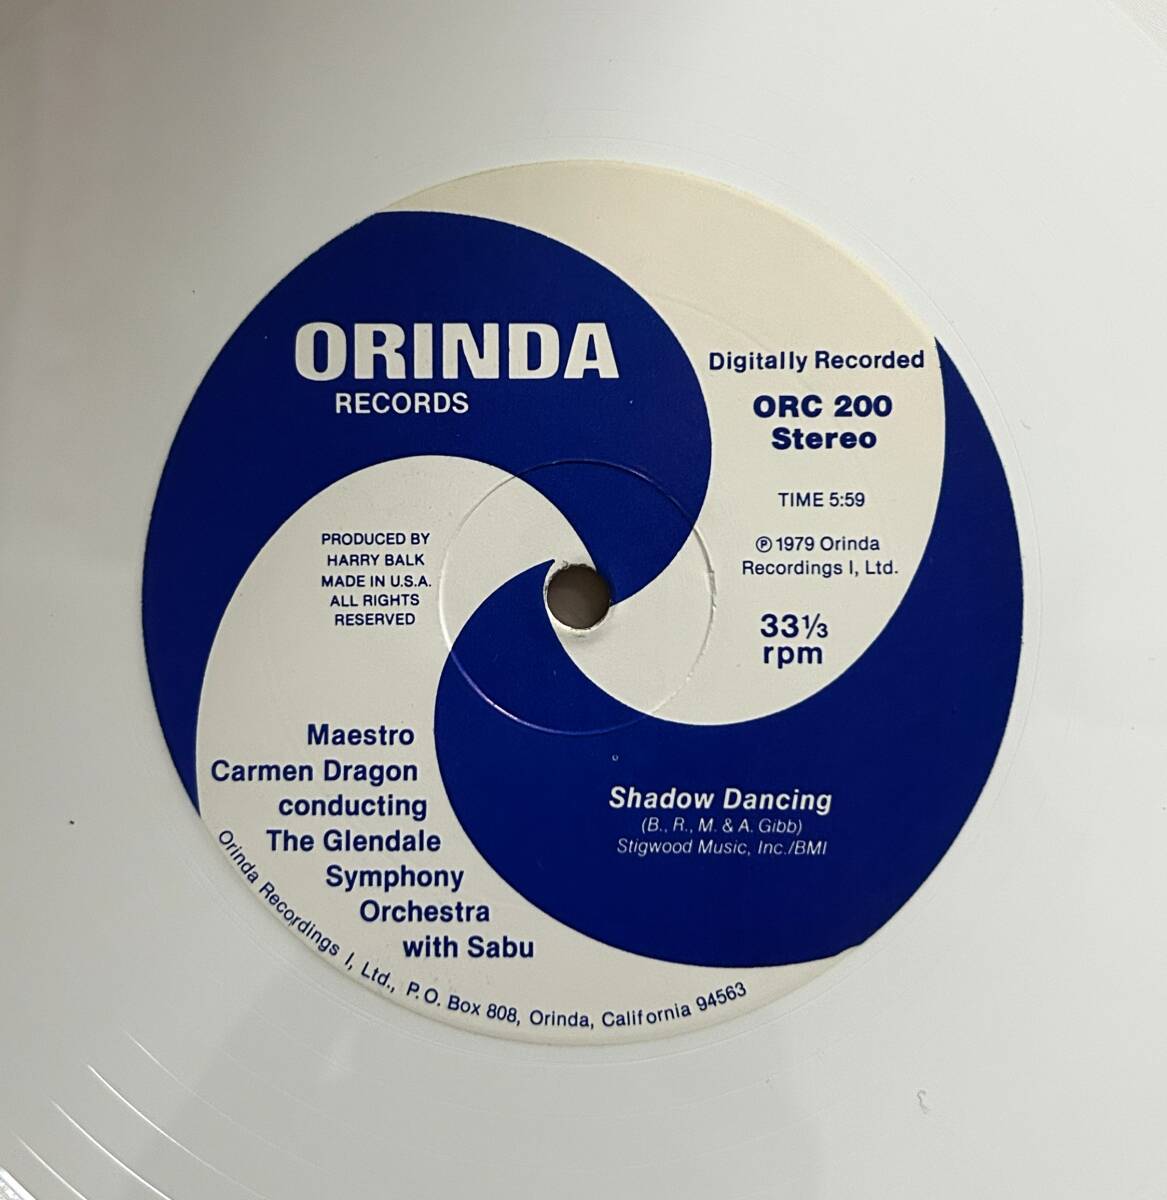 ORINDA
RECORDS
Digitally Recorded
ORC 200
Stereo
TIME 5:59
℗ 1979 Orinda
Recordings I, Ltd.
33⅓
rpm
PRODUCED BY
HARRY BALK
MADE IN U.S.A.
ALL RIGHTS
RESERVED
Maestro
Carmen Dragon
conducting
The Glendale
Symphony
Orchestra
with Sabu
Shadow Dancing
(B., R., M. & A. Gibb)
Stigwood Music, Inc./BMI
Orinda Recordings I, Ltd., P.O. Box 808, Orinda, California 94563